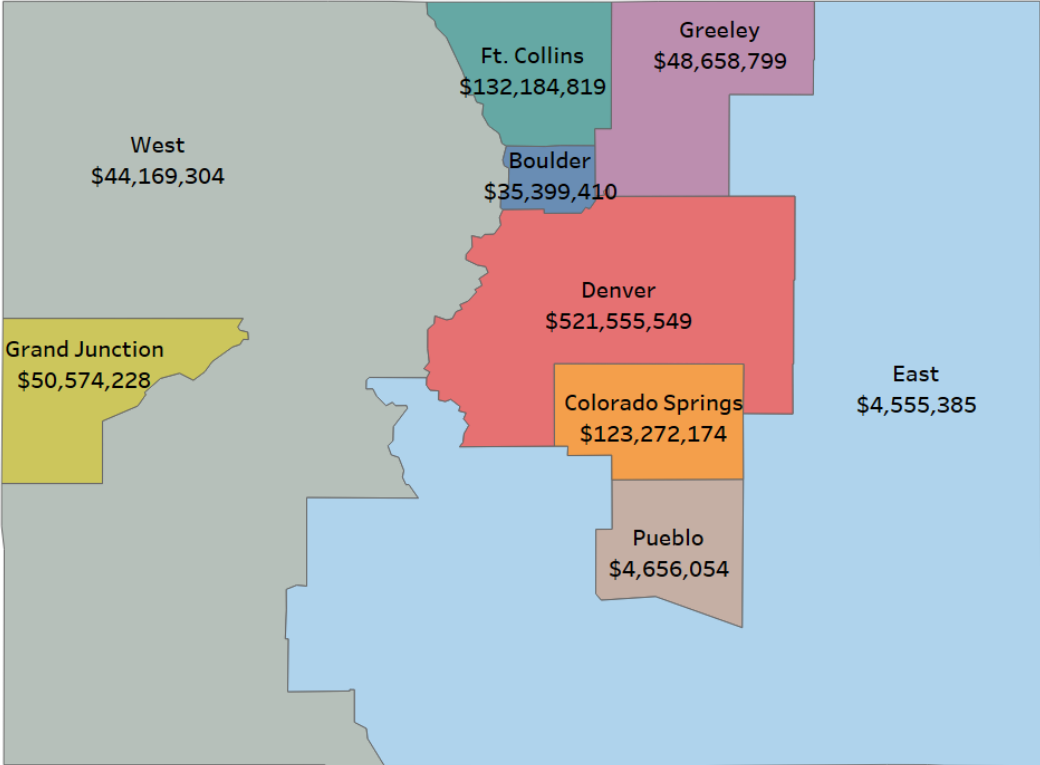 Greeley
$48,658,799
Ft. Collins
$132,184,819
West
$44,169,304
Boulder
$35,399,410
Denver
$521,555,549
Grand Junction
$50,574,228
East
$4,555,385
Colorado Springs
$123,272,174
Pueblo
$4,656,054